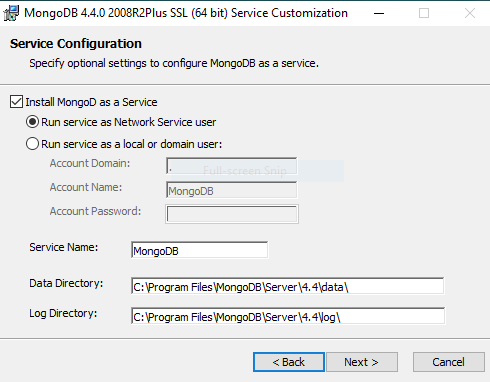 MongoDB 4.4.0 2008R2Plus SSL (64 bit) Service Customization
Service Configuration
Specify optional settings to configure MongoDB as a service.
Install MongoD as a Service
Run service as Network Service user
Run service as a local or domain user:
Account Domain:
.
Full-screen Snip
Account Name:
MongoDB
Account Password:
Service Name:
MongoDB
Data Directory:
C:\Program Files\MongoDB\Server\4.4\data\
Log Directory:
C:\Program Files\MongoDB\Server\4.4\log\
< Back
Next >
Cancel